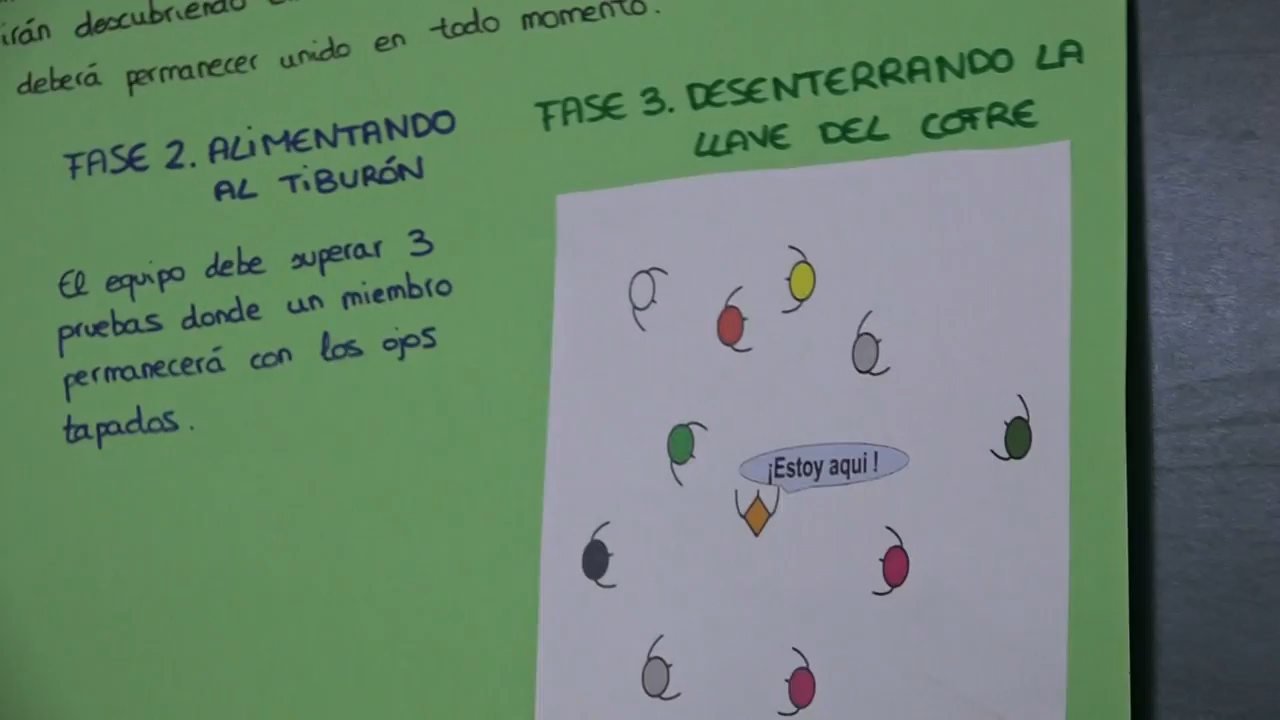 irán descubriendo
deberá permanecer unido en todo momento.
FASE 2. ALIMENTANDO
AL TIBURÓN
El equipo debe superar 3
pruebas donde un miembro
permanecerá con los ojos
tapados.
FASE 3. DESENTERRANDO LA
LLAVE DEL COFRE
¡Estoy aqui !